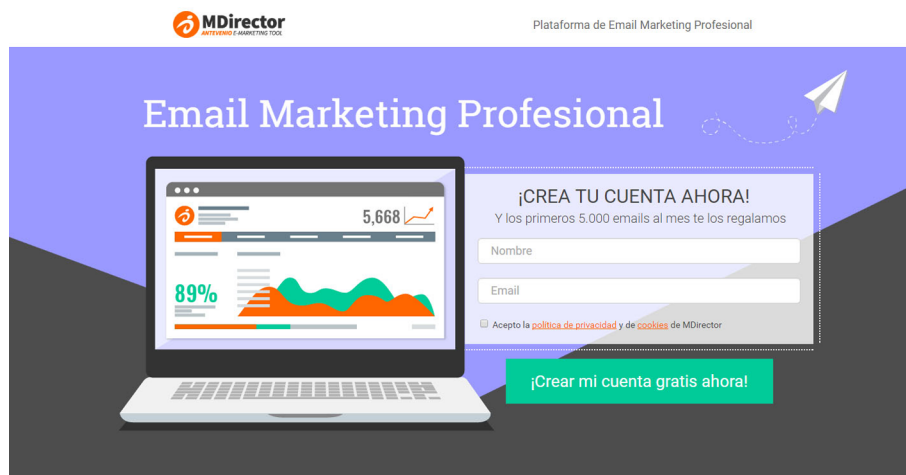 MDirector
ANTEVENIO E-MARKETING TOOL
Plataforma de Email Marketing Profesional
Email Marketing Profesional
5,668
89%
¡CREA TU CUENTA AHORA!
Y los primeros 5.000 emails al mes te los regalamos
Nombre
Email
Acepto la política de privacidad y de cookies de MDirector
¡Crear mi cuenta gratis ahora!